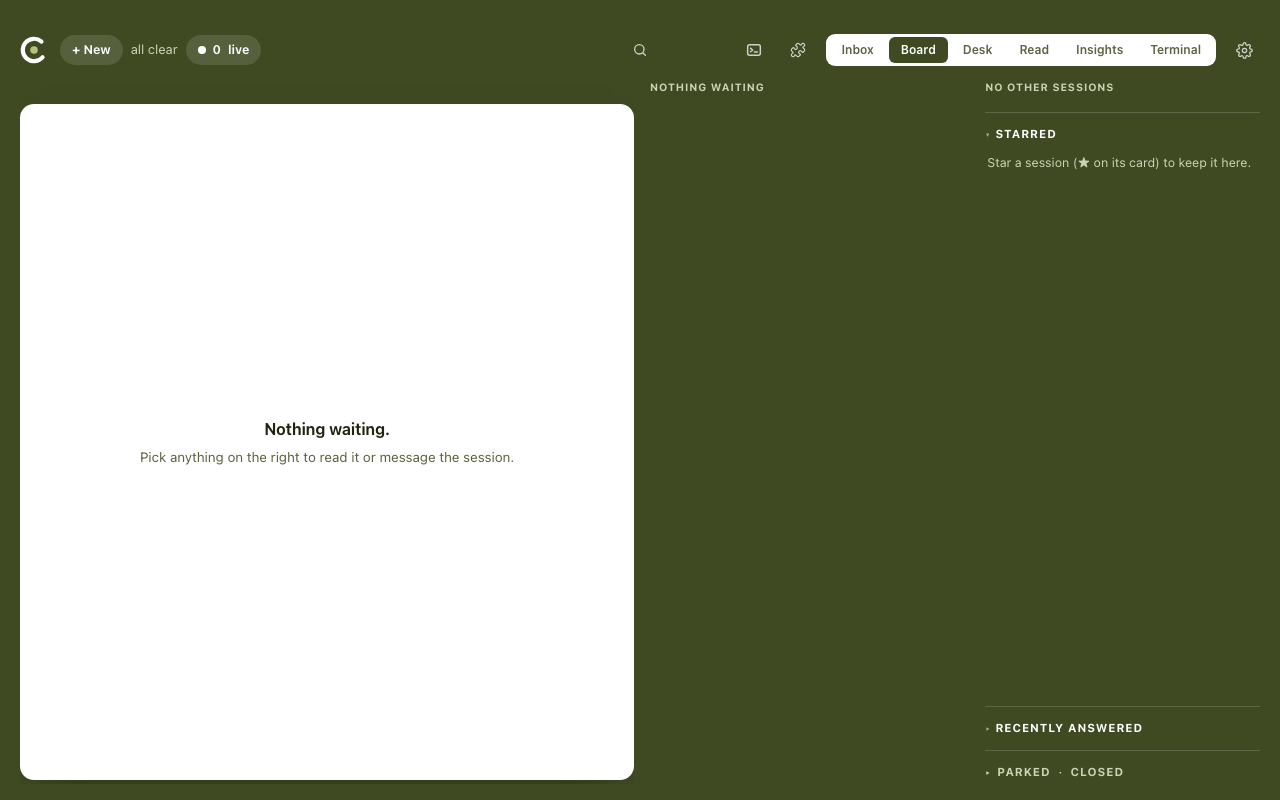 + New
all clear
0 live
Inbox
Board
Desk
Read
Insights
Terminal
NOTHING WAITING
NO OTHER SESSIONS
STARRED
Star a session (★ on its card) to keep it here.
Nothing waiting.
Pick anything on the right to read it or message the session.
RECENTLY ANSWERED
PARKED · CLOSED